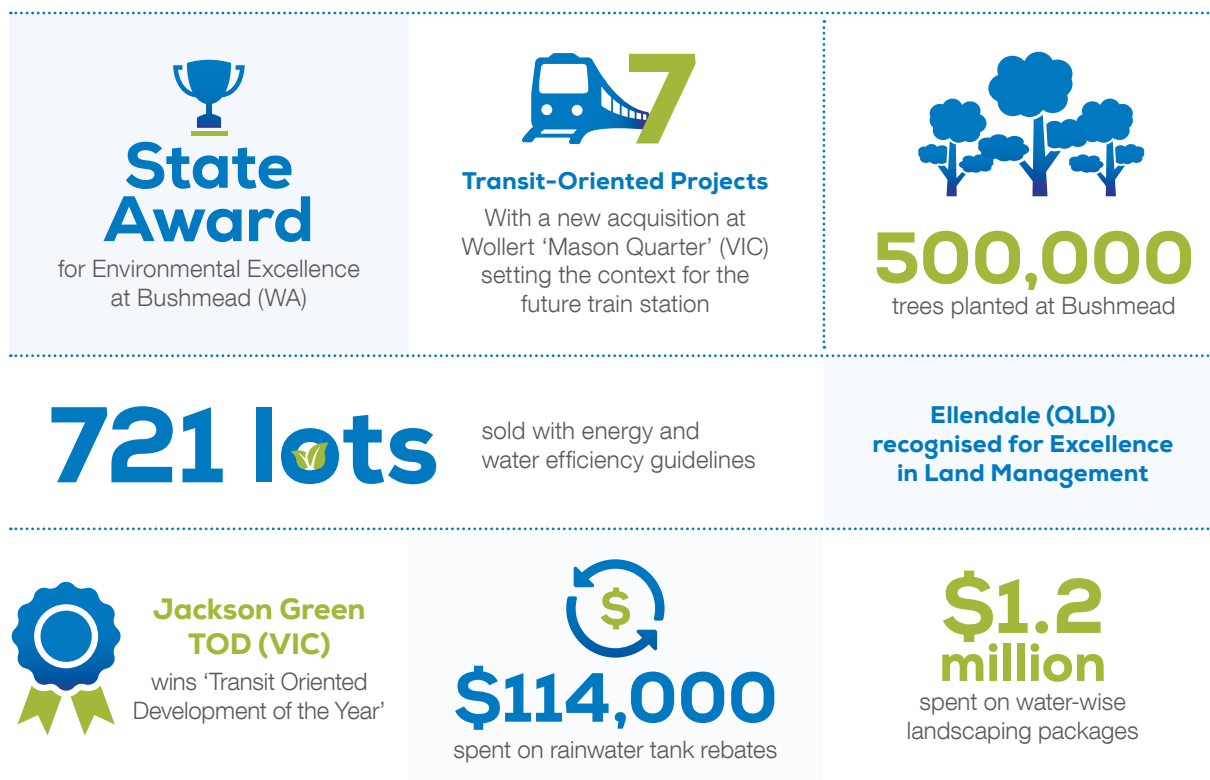 State
Award
for Environmental Excellence
at Bushmead (WA)
7
Transit-Oriented Projects
With a new acquisition at
Wollert ‘Mason Quarter’ (VIC)
setting the context for the
future train station
500,000
trees planted at Bushmead
721 lots
sold with energy and
water efficiency guidelines
Ellendale (QLD)
recognised for Excellence
in Land Management
Jackson Green
TOD (VIC)
wins ‘Transit Oriented
Development of the Year’
$
$114,000
spent on rainwater tank rebates
$1.2
million
spent on water-wise
landscaping packages